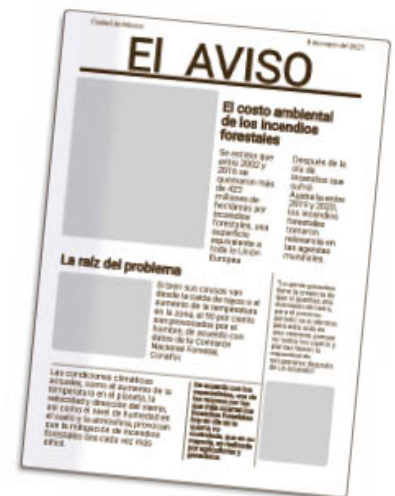 Ciudad de México
8 de mayo del 2021
El AVISO
El costo ambiental
de los incendios
forestales
Se estima que
entre 2002 y
2016 se
quemaron más
de 423
millones de
hectáreas por
incendios
forestales, una
superficie
equivalente a
toda la Unión
Europea
Después de la
ola de
incendios que
sufrió
Australia entre
2019 y 2020,
los incendios
forestales
tomaron
relevancia en
las agendas
mundiales.
La raíz del problema
Si bien sus causas van
desde la caída de rayos o el
aumento de la temperatura
en la zona, el 90 por ciento
son provocados por el
hombre, de acuerdo con
datos de la Comisión
Nacional Forestal,
Conafor.
Las condiciones climáticas
actuales, como el aumento de la
temperatura en el planeta, la
velocidad y dirección del viento,
así como el nivel de humedad en
el suelo y la atmósfera, provocan
que la mitigación de incendios
forestales sea cada vez más
difícil.